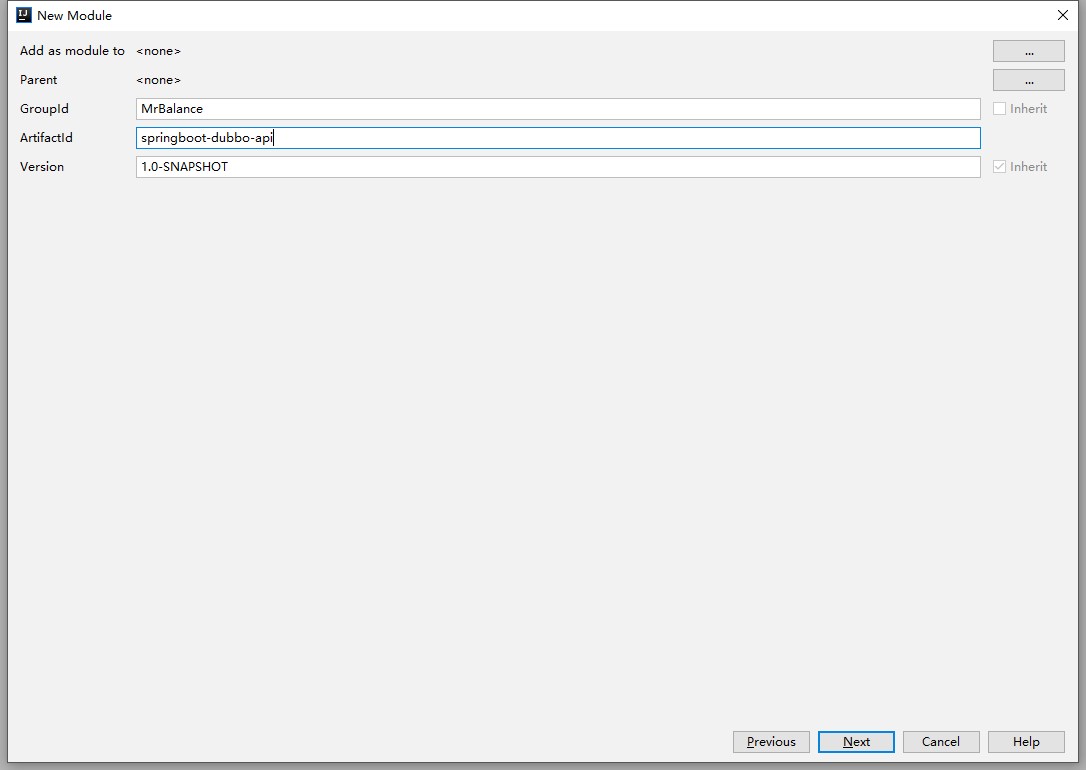 New Module
Add as module to <none> ...
Parent <none> ...
GroupId MrBalance Inherit
ArtifactId springboot-dubbo-api
Version 1.0-SNAPSHOT Inherit
Previous Next Cancel Help